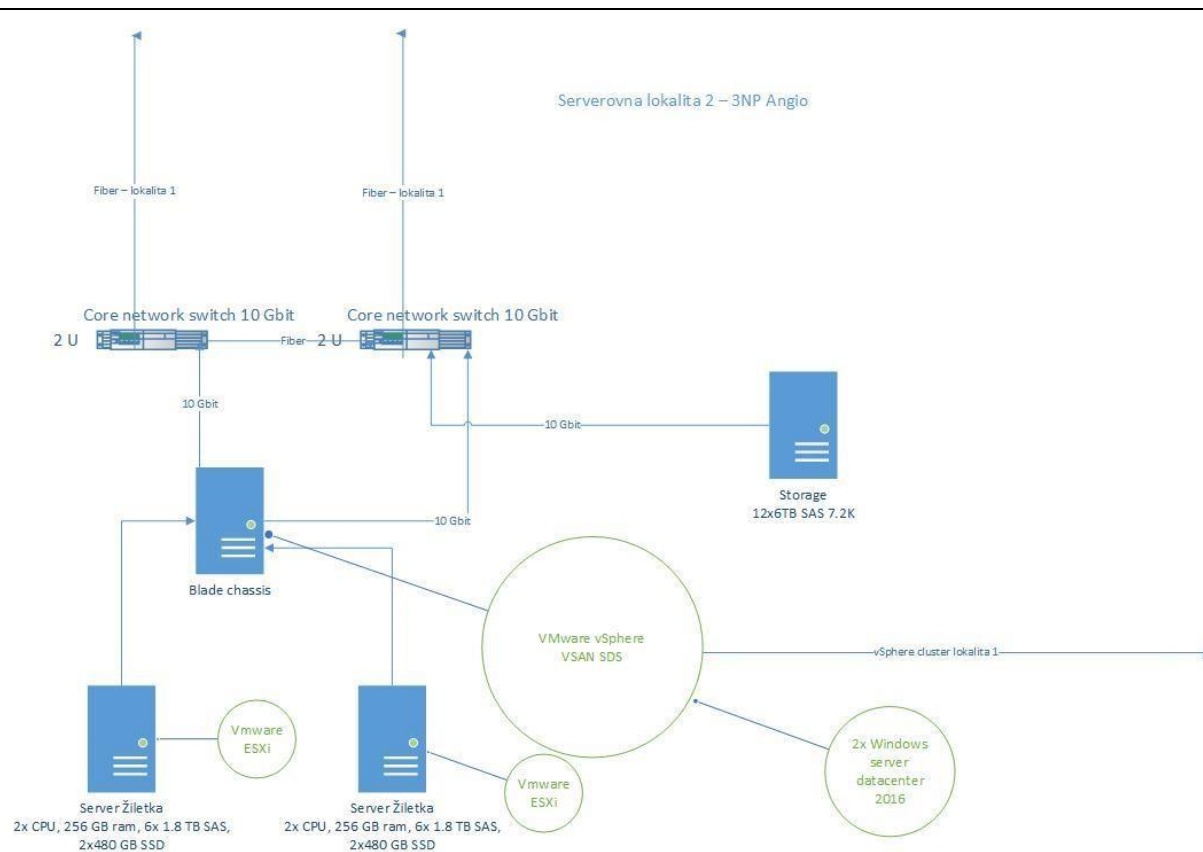 Serverovna lokalita 2 – 3NP Angio
Fiber – lokalita 1
Fiber – lokalita 1
Core network switch 10 Gbit
Core network switch 10 Gbit
2 U
Fiber
2 U
10 Gbit
10 Gbit
Storage
12x6TB SAS 7.2K
10 Gbit
Blade chassis
VMware vSphere
VSAN SDS
vSphere cluster lokalita 1
Vmware
ESXi
Vmware
ESXi
2x Windows
server
datacenter
2016
Server Žiletka
2x CPU, 256 GB ram, 6x 1.8 TB SAS,
2x480 GB SSD
Server Žiletka
2x CPU, 256 GB ram, 6x 1.8 TB SAS,
2x480 GB SSD